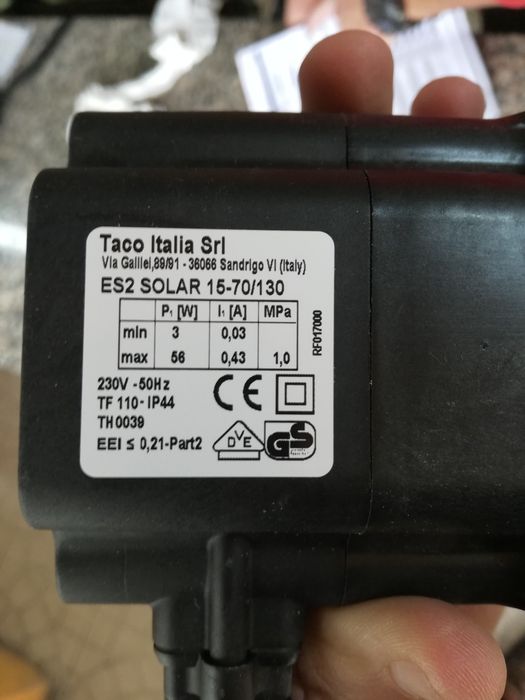 Taco Italia Srl
Via Galilei,89/91 - 36066 Sandrigo VI (Italy)
ES2 SOLAR 15-70/130
P₁ [W] I₁ [A] MPa
min 3 0,03
max 56 0,43 1,0
RF017000
230V - 50Hz
TF 110 - IP44
TH0039
EEI ≤ 0,21-Part2
CE
DVE
GS